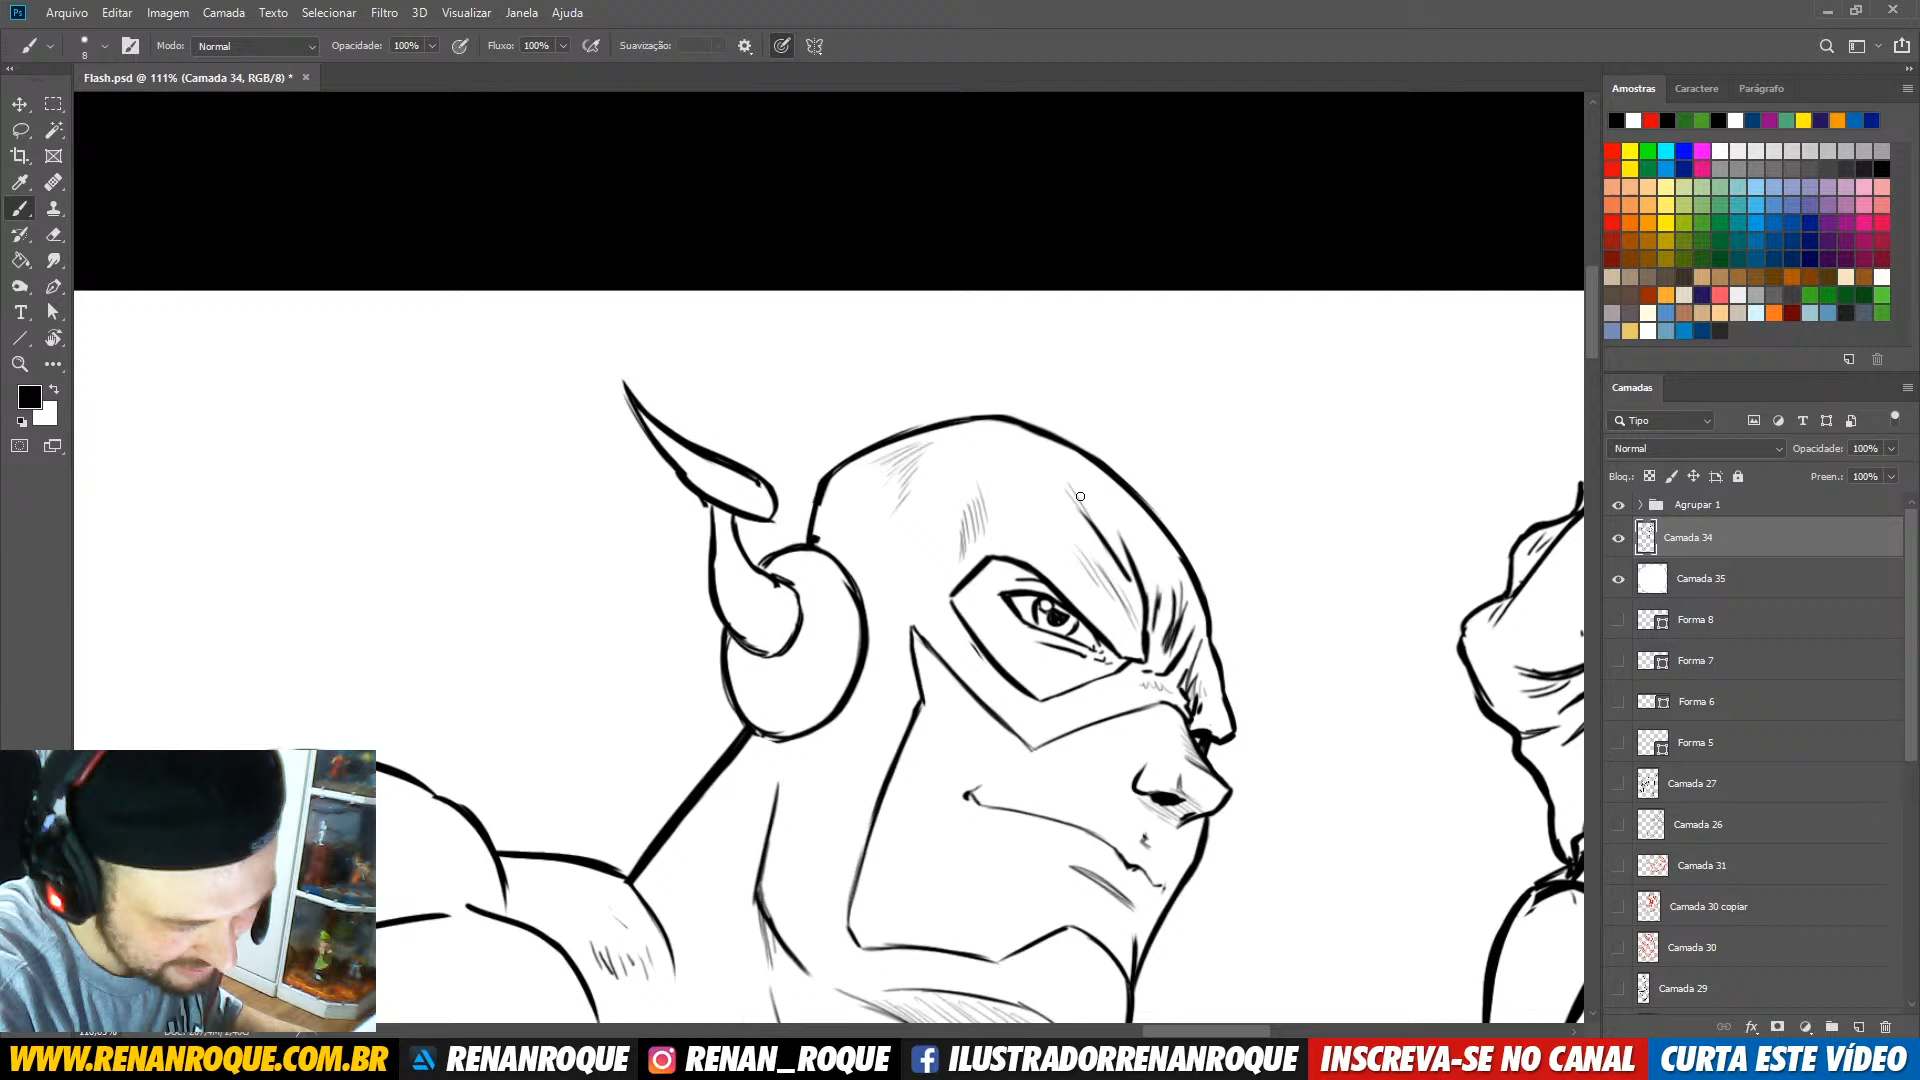 Ps Arquivo Editar Imagem Camada Texto Selecionar Filtro 3D Visualizar Janela Ajuda
8 Modo: Normal Opacidade: 100% Fluxo: 100% Suavização:
Flash.psd @ 111% (Camada 34, RGB/8) *
Amostras Caractere Parágrafo
Camadas
Tipo
Normal Opacidade: 100%
Bloq.: Preen.: 100%
Agrupar 1
Camada 34
Camada 35
Forma 8
Forma 7
Forma 6
Forma 5
Camada 27
Camada 26
Camada 31
Camada 30 copiar
Camada 30
Camada 29
fx
WWW.RENANROQUE.COM.BR RENANROQUE RENAN_ROQUE ILUSTRADORRENANROQUE INSCREVA-SE NO CANAL CURTA ESTE VÍDEO